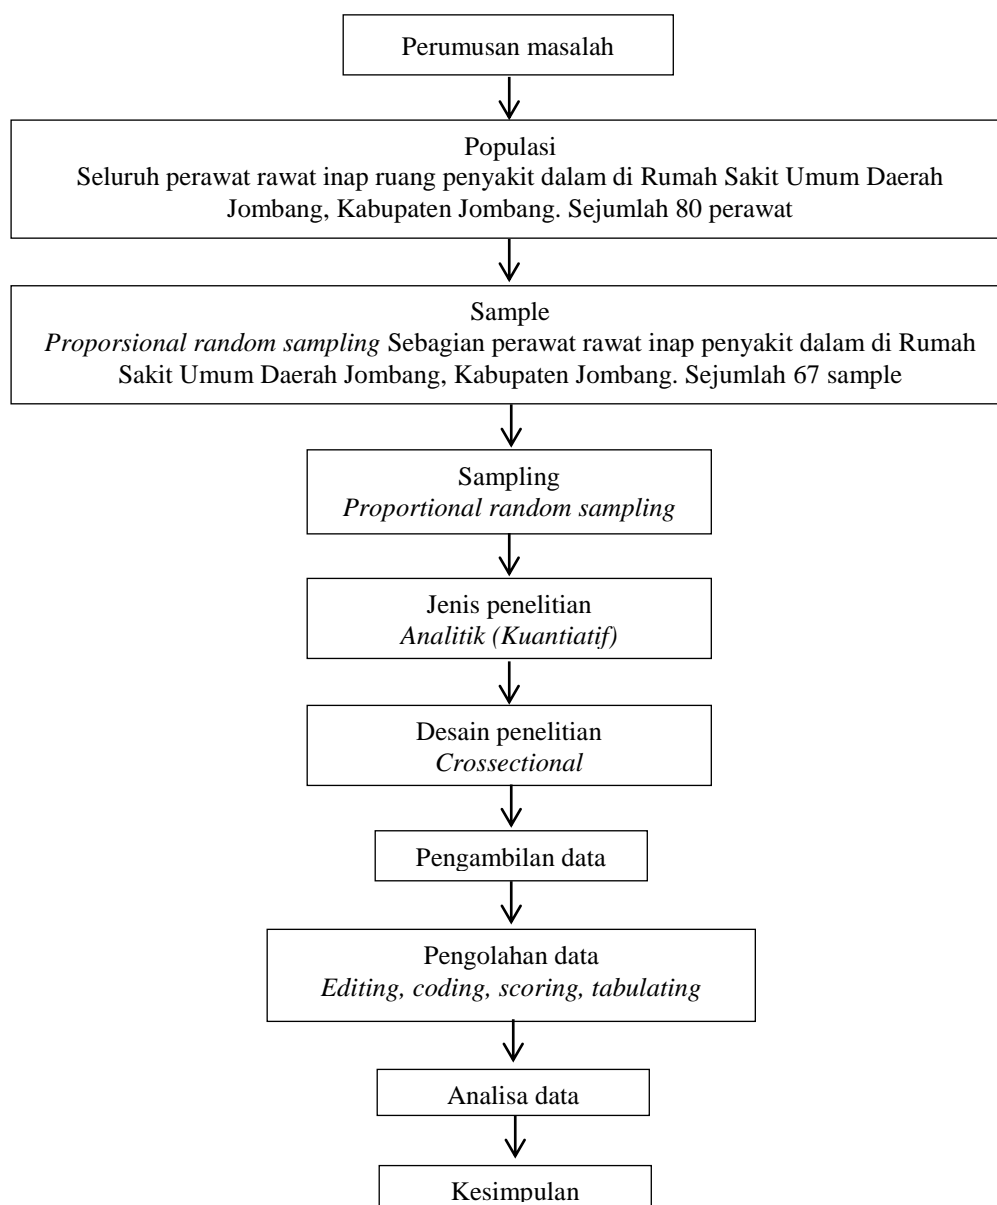 Perumusan masalah
Populasi
Seluruh perawat rawat inap ruang penyakit dalam di Rumah Sakit Umum Daerah
Jombang, Kabupaten Jombang. Sejumlah 80 perawat
Sample
Proporsional random sampling Sebagian perawat rawat inap penyakit dalam di Rumah
Sakit Umum Daerah Jombang, Kabupaten Jombang. Sejumlah 67 sample
Sampling
Proportional random sampling
Jenis penelitian
Analitik (Kuantiatif)
Desain penelitian
Crossectional
Pengambilan data
Pengolahan data
Editing, coding, scoring, tabulating
Analisa data
Kesimpulan